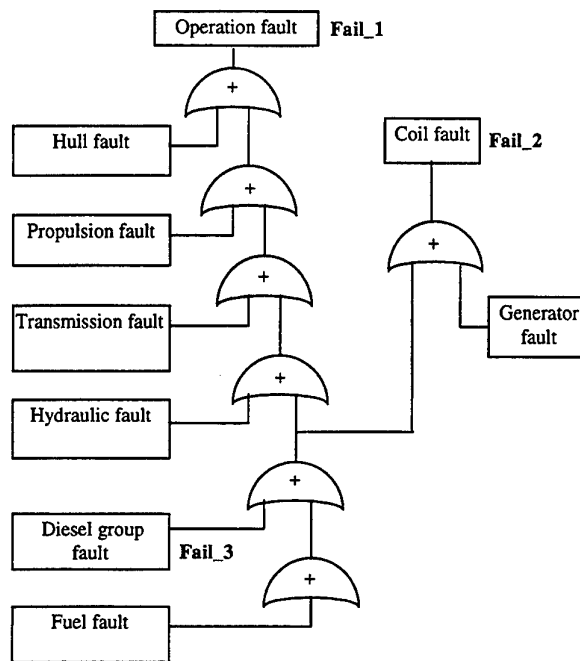 Operation fault
Fail_1
+
Hull fault
Coil fault
Fail_2
+
Propulsion fault
+
+
Transmission fault
Generator
fault
+
Hydraulic fault
+
Diesel group
fault
Fail_3
+
Fuel fault